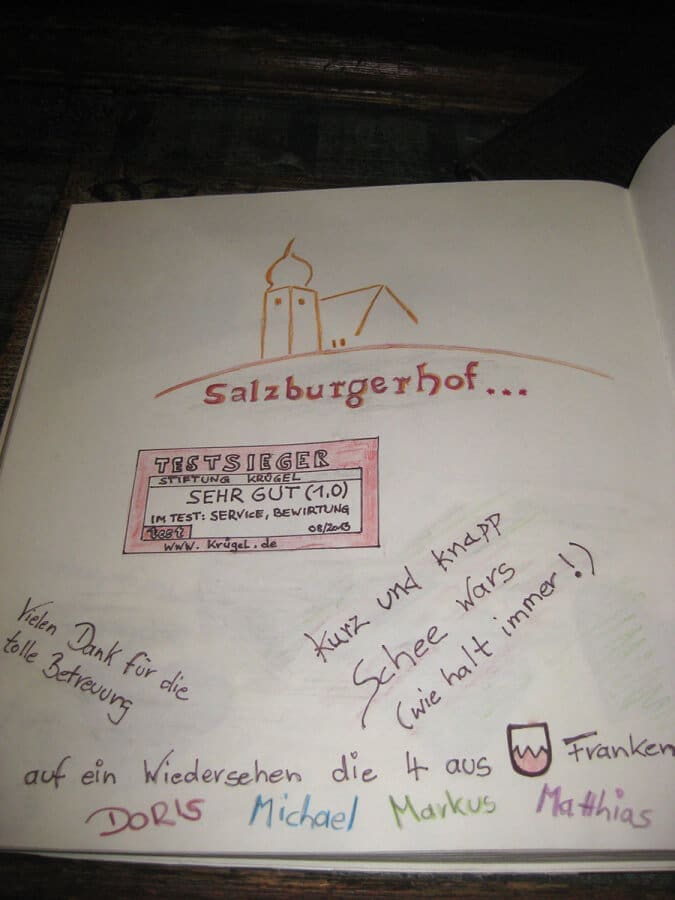 Salzburgerhof...
TESTSIEGER
STIFTUNG KRÜGEL
SEHR GUT (1,0)
IM TEST: SERVICE, BEWIRTUNG
test 08/2013
www.Krügel.de
kurz und knapp
Schee wars
(wie halt immer!)
Vielen Dank für die
tolle Betreuung
auf ein Wiedersehen die 4 aus Franken
DORIS Michael Markus Matthias